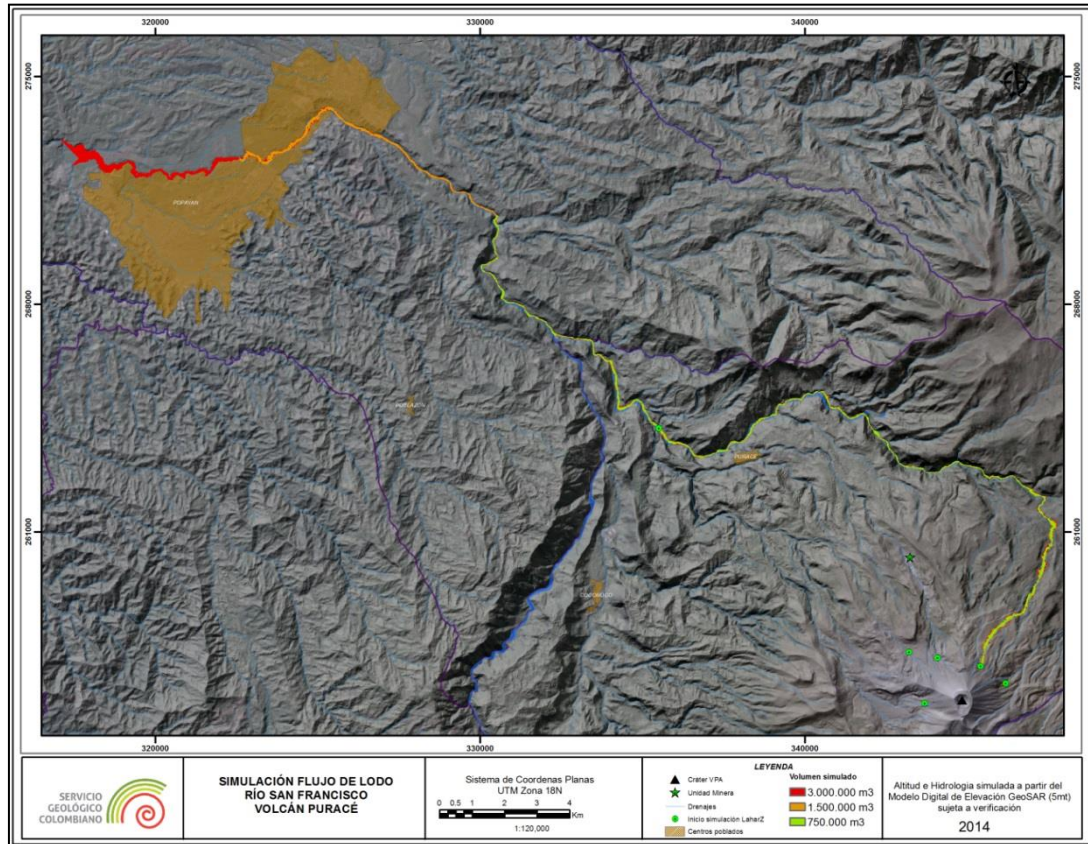 320000
330000
340000
275000
275000
POPAYAN
268000
268000
PURACE
261000
261000
COCONUCO
320000
330000
340000
SERVICIO
GEOLÓGICO
COLOMBIANO
SIMULACIÓN FLUJO DE LODO
RÍO SAN FRANCISCO
VOLCÁN PURACÉ
Sistema de Coordenas Planas
UTM Zona 18N
0 0.5 1 2 3 4
Km
1:120,000
LEYENDA
Cráter VPA
Unidad Minera
Drenajes
Inicio simulación LaharZ
Centros poblados
Volumen simulado
3.000.000 m3
1.500.000 m3
750.000 m3
Altitud e Hidrologia simulada a partir del
Modelo Digital de Elevación GeoSAR (5mt)
sujeta a verificación
2014